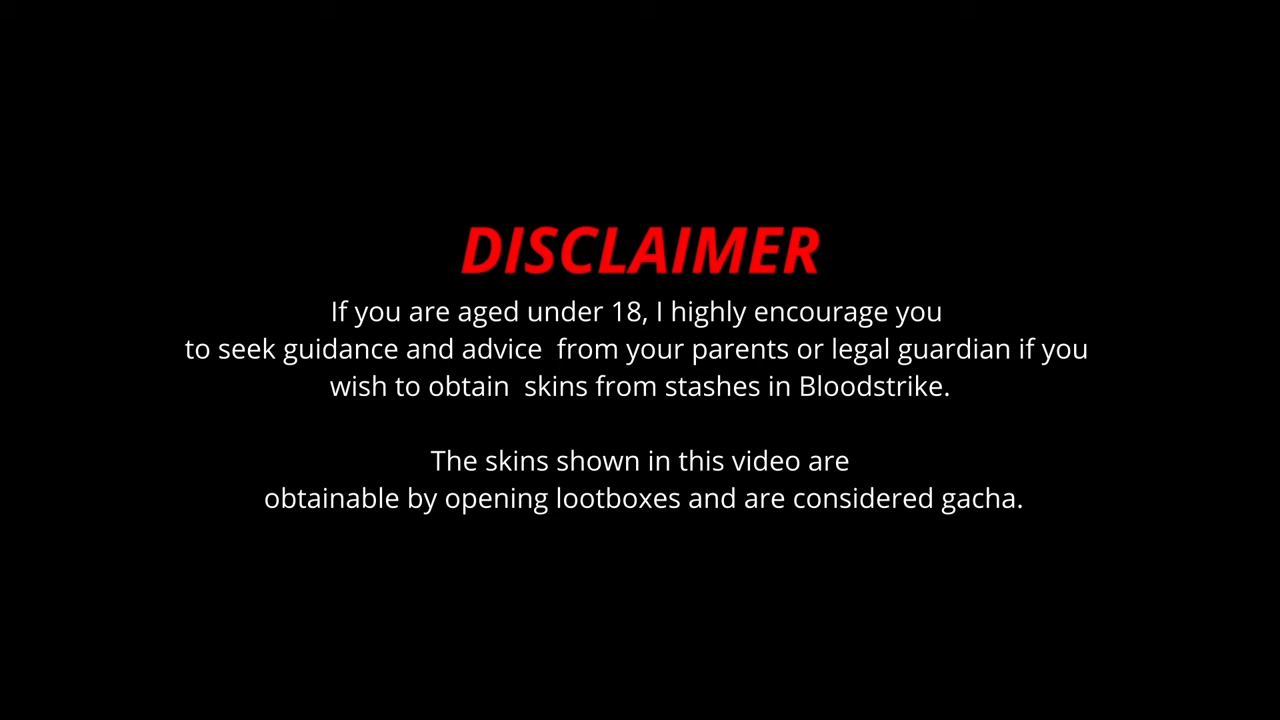 DISCLAIMER
If you are aged under 18, I highly encourage you
to seek guidance and advice  from your parents or legal guardian if you
wish to obtain  skins from stashes in Bloodstrike.
The skins shown in this video are
obtainable by opening lootboxes and are considered gacha.